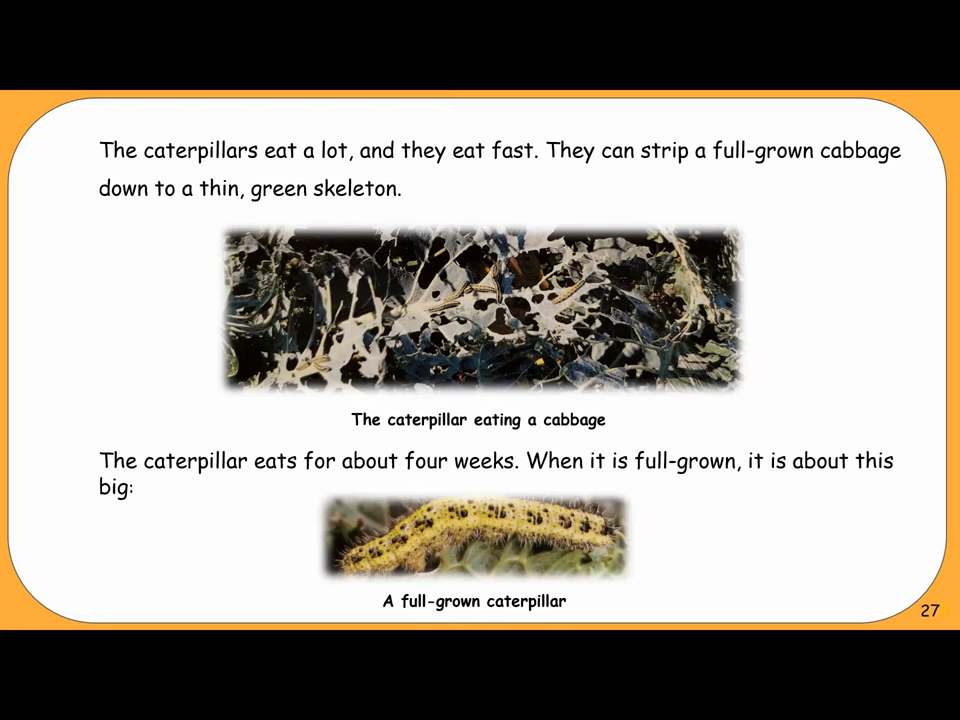 The caterpillars eat a lot, and they eat fast. They can strip a full-grown cabbage
down to a thin, green skeleton.
The caterpillar eating a cabbage
The caterpillar eats for about four weeks. When it is full-grown, it is about this
big:
A full-grown caterpillar
27